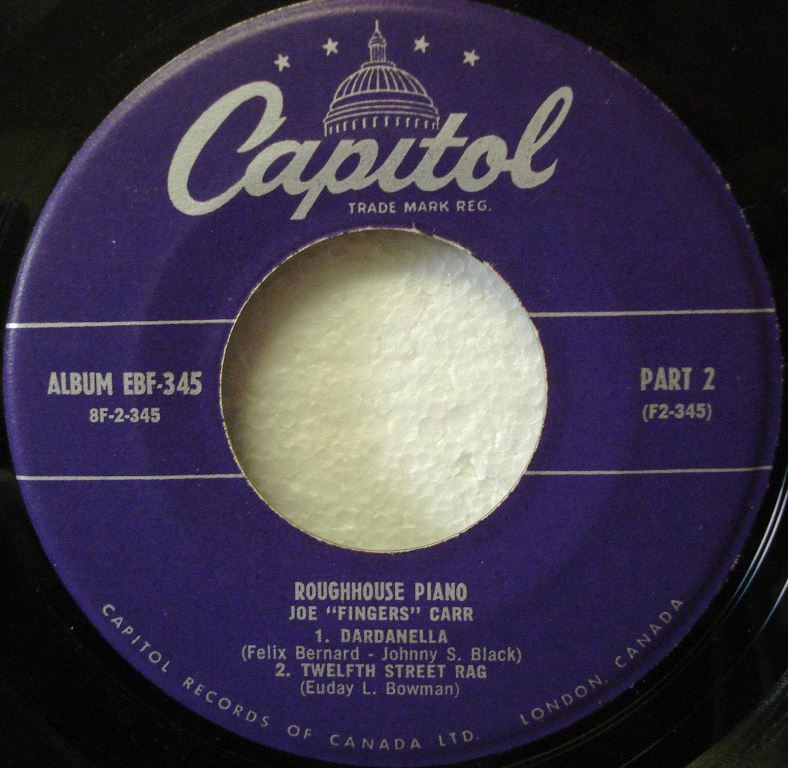 Capitol
TRADE MARK REG.
ALBUM EBF-345
8F-2-345
PART 2
(F2-345)
ROUGHHOUSE PIANO
JOE "FINGERS" CARR
1. DARDANELLA
(Felix Bernard - Johnny S. Black)
2. TWELFTH STREET RAG
(Euday L. Bowman)
CAPITOL RECORDS OF CANADA LTD. LONDON, CANADA